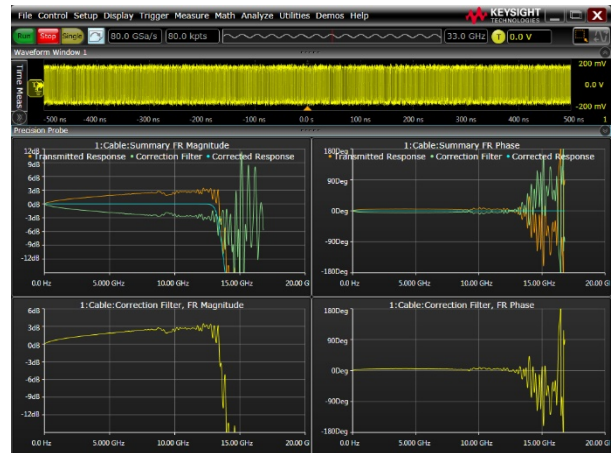 File Control Setup Display Trigger Measure Math Analyze Utilities Demos Help
KEYSIGHT
TECHNOLOGIES
Run Stop Single 80.0 GSa/s 80.0 kpts 33.0 GHz T 0.0 V
Waveform Window 1
Time Meas
200 mV
0.0 V
-200 mV
-500 ns -400 ns -300 ns -200 ns -100 ns 0.0 s 100 ns 200 ns 300 ns 400 ns 500 ns 1
Precision Probe
1:Cable:Summary FR Magnitude
Transmitted Response Correction Filter Corrected Response
12dB
9dB
6dB
3dB
0dB
-3dB
-6dB
-9dB
-12dB
0.0 Hz 5.000 GHz 10.00 GHz 15.00 GHz 20.00 G
1:Cable:Summary FR Phase
Transmitted Response Correction Filter Corrected Response
180Deg
90Deg
0Deg
-90Deg
-180Deg
0.0 Hz 5.000 GHz 10.00 GHz 15.00 GHz 20.00 G
1:Cable:Correction Filter, FR Magnitude
6dB
3dB
0dB
-3dB
-6dB
-9dB
-12dB
0.0 Hz 5.000 GHz 10.00 GHz 15.00 GHz 20.00 G
1:Cable:Correction Filter, FR Phase
180Deg
90Deg
0Deg
-90Deg
-180Deg
0.0 Hz 5.000 GHz 10.00 GHz 15.00 GHz 20.00 G